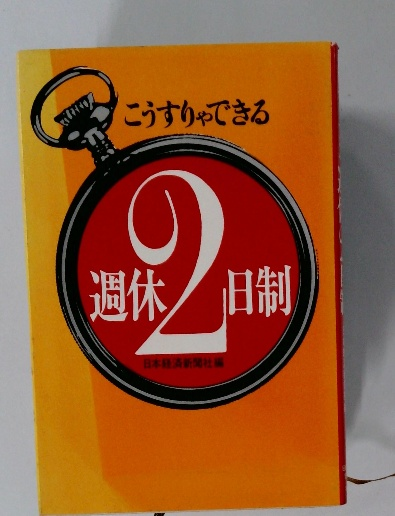 こうすりゃできる
週休2日制
日本経済新聞社編